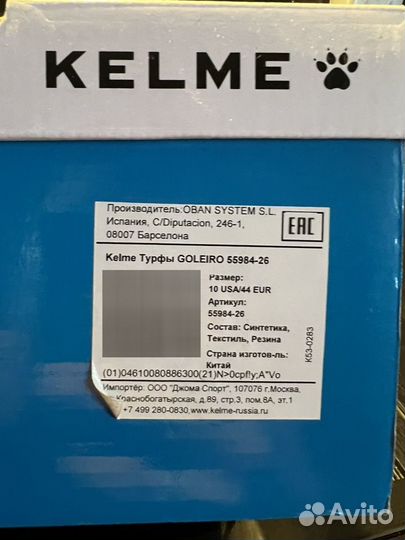 KELME
Производитель:OBAN SYSTEM S.L.
Испания, C/Diputacion, 246-1,
08007 Барселона
EAC
Kelme Турфы GOLEIRO 55984-26
Размер:
10 USA/44 EUR
Артикул:
55984-26
Состав: Синтетика,
Текстиль, Резина
Страна изготов-ль:
Китай
K53-0283
(01)04610080886300(21)N>0cpfIy;A"Vo
Импортёр: ООО "Джома Спорт", 107076 г.Москва,
Краснобогатырская, д.89, стр.3, пом.8А, эт.1
+7 499 280-0830, www.kelme-russia.ru
Avito